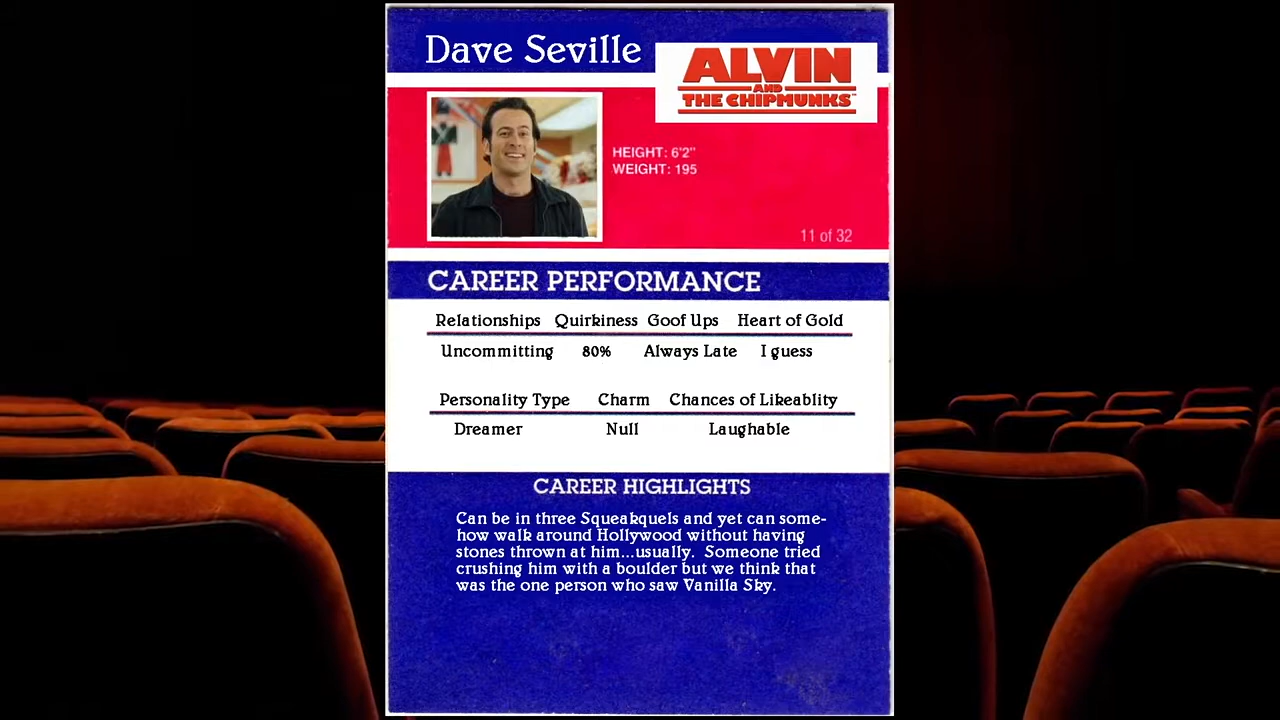 Dave Seville
ALVIN
AND
THE CHIPMUNKS™
HEIGHT: 6'2"
WEIGHT: 195
11 of 32
CAREER PERFORMANCE
Relationships Quirkiness Goof Ups Heart of Gold
Uncommitting 80% Always Late I guess
Personality Type Charm Chances of Likeablity
Dreamer Null Laughable
CAREER HIGHLIGHTS
Can be in three Squeakquels and yet can some-
how walk around Hollywood without having
stones thrown at him...usually. Someone tried
crushing him with a boulder but we think that
was the one person who saw Vanilla Sky.